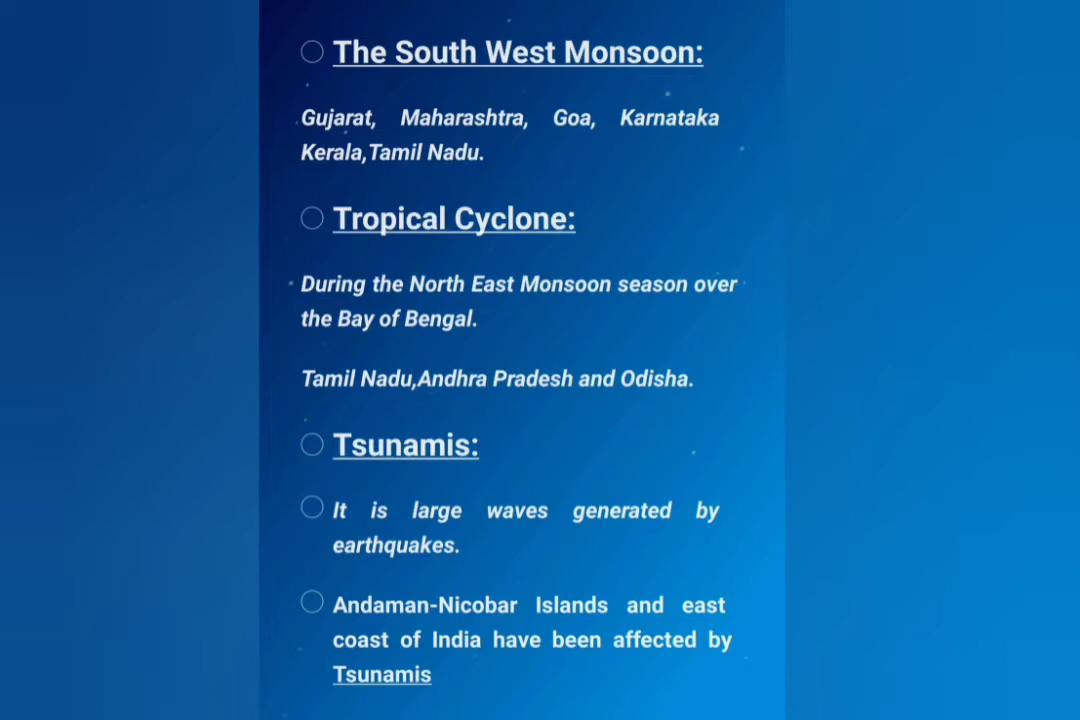 The South West Monsoon:
Gujarat, Maharashtra, Goa, Karnataka
Kerala,Tamil Nadu.
Tropical Cyclone:
During the North East Monsoon season over
the Bay of Bengal.
Tamil Nadu,Andhra Pradesh and Odisha.
Tsunamis:
It is large waves generated by
earthquakes.
Andaman-Nicobar Islands and east
coast of India have been affected by
Tsunamis